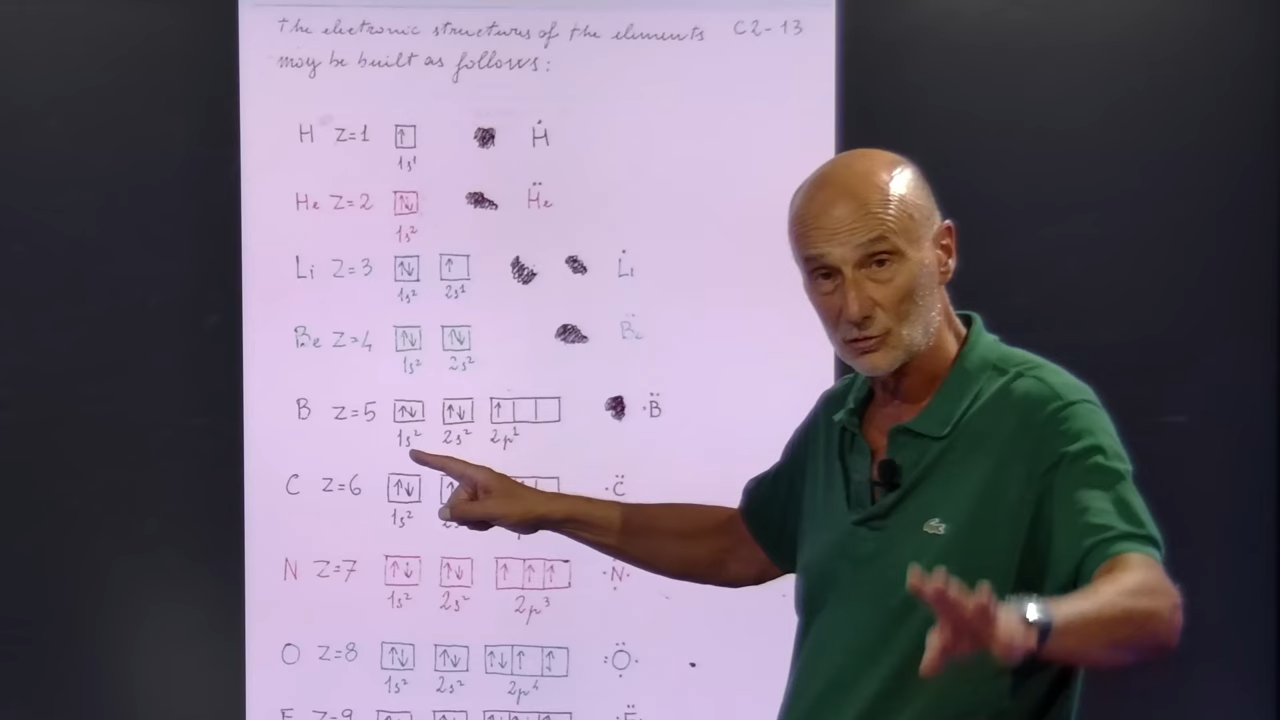 The electronic structures of the elements C2-13
may be built as follows:
H Z=1 ↑ Ḣ
1s¹
He Z=2 ↑↓ Ḧe
1s²
Li Z=3 ↑↓ ↑ Li
1s² 2s¹
Be Z=4 ↑↓ ↑↓ Be
1s² 2s²
B Z=5 ↑↓ ↑↓ ↑ ·B̈
1s² 2s² 2p¹
C Z=6 ↑↓ ·C̈
1s²
N Z=7 ↑↓ ↑↓ ↑ ↑ ↑ ·N̈·
1s² 2s² 2p³
O Z=8 ↑↓ ↑↓ ↑↓ ↑ ↑ :Ö·
1s² 2s² 2p⁴
F Z=9